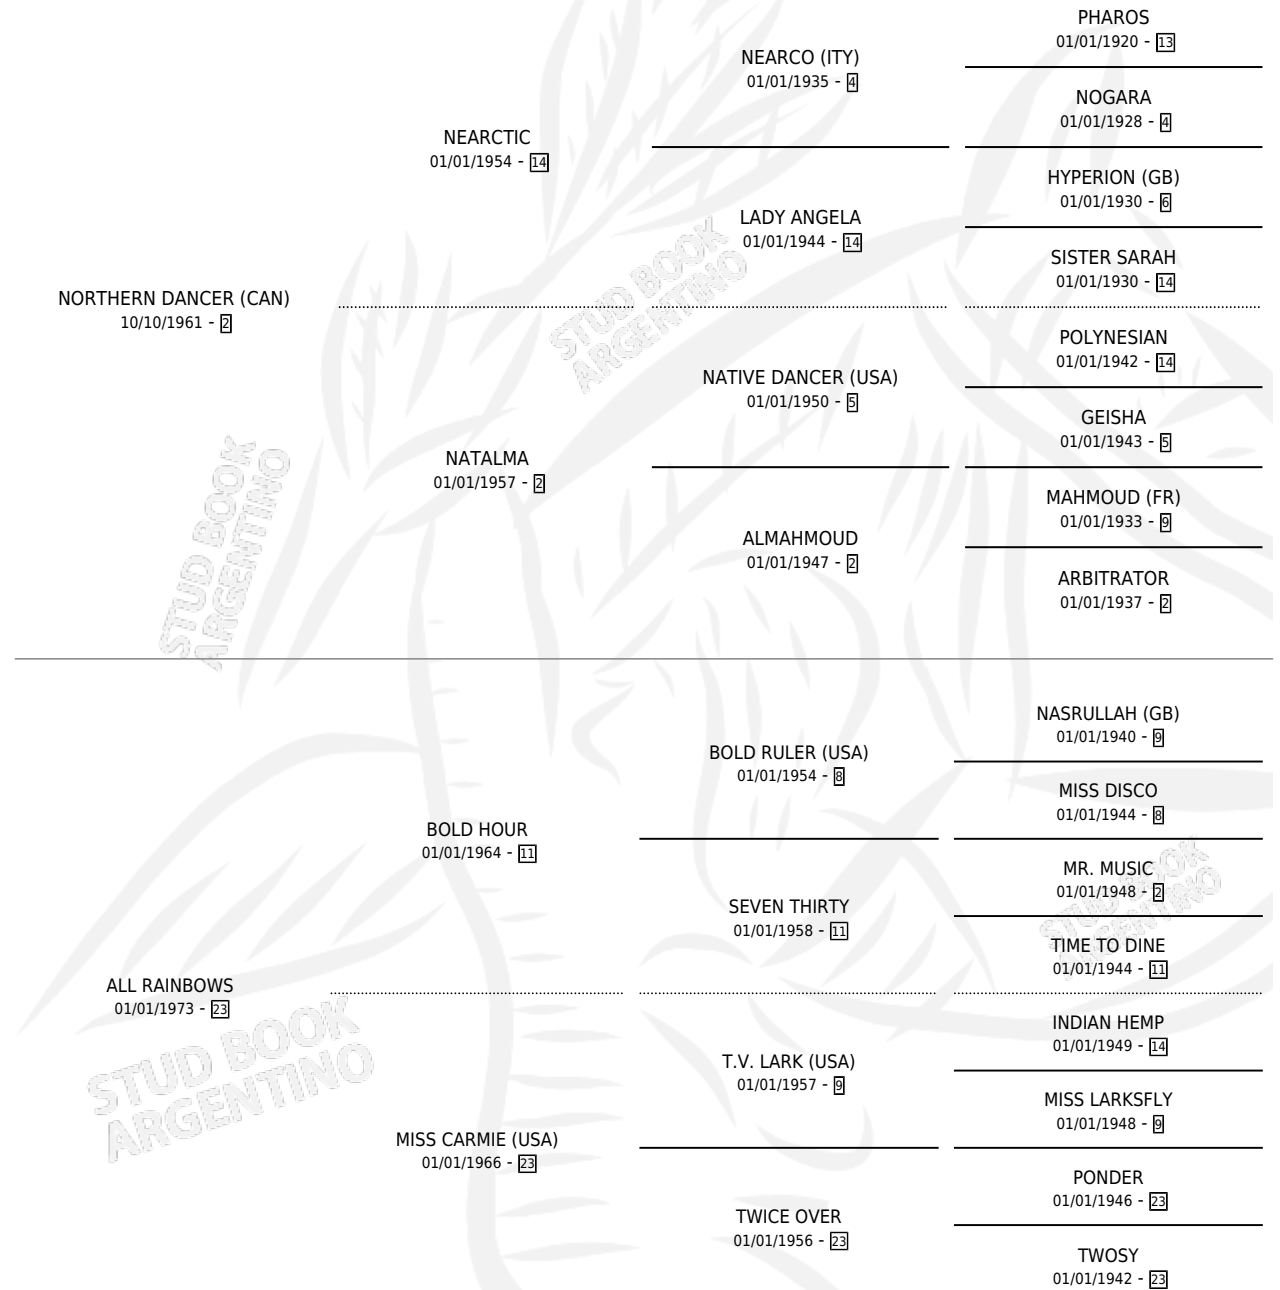 PHAROS
01/01/1920 - 13
NEARCO (ITY)
01/01/1935 - 4
NOGARA
01/01/1928 - 4
NEARCTIC
01/01/1954 - 14
HYPERION (GB)
01/01/1930 - 6
LADY ANGELA
01/01/1944 - 14
SISTER SARAH
01/01/1930 - 14
NORTHERN DANCER (CAN)
10/10/1961 - 2
POLYNESIAN
01/01/1942 - 14
NATIVE DANCER (USA)
01/01/1950 - 5
GEISHA
01/01/1943 - 5
NATALMA
01/01/1957 - 2
MAHMOUD (FR)
01/01/1933 - 9
ALMAHMOUD
01/01/1947 - 2
ARBITRATOR
01/01/1937 - 2
NASRULLAH (GB)
01/01/1940 - 9
BOLD RULER (USA)
01/01/1954 - 8
MISS DISCO
01/01/1944 - 8
BOLD HOUR
01/01/1964 - 11
MR. MUSIC
01/01/1948 - 2
SEVEN THIRTY
01/01/1958 - 11
TIME TO DINE
01/01/1944 - 11
ALL RAINBOWS
01/01/1973 - 23
INDIAN HEMP
01/01/1949 - 14
T.V. LARK (USA)
01/01/1957 - 9
MISS LARKSFLY
01/01/1948 - 9
MISS CARMIE (USA)
01/01/1966 - 23
PONDER
01/01/1946 - 23
TWICE OVER
01/01/1956 - 23
TWOSY
01/01/1942 - 23
STUD BOOK
ARGENTINO
STUD BOOK
ARGENTINO
STUD BOOK
ARGENTINO
STUD BOOK
ARGENTINO